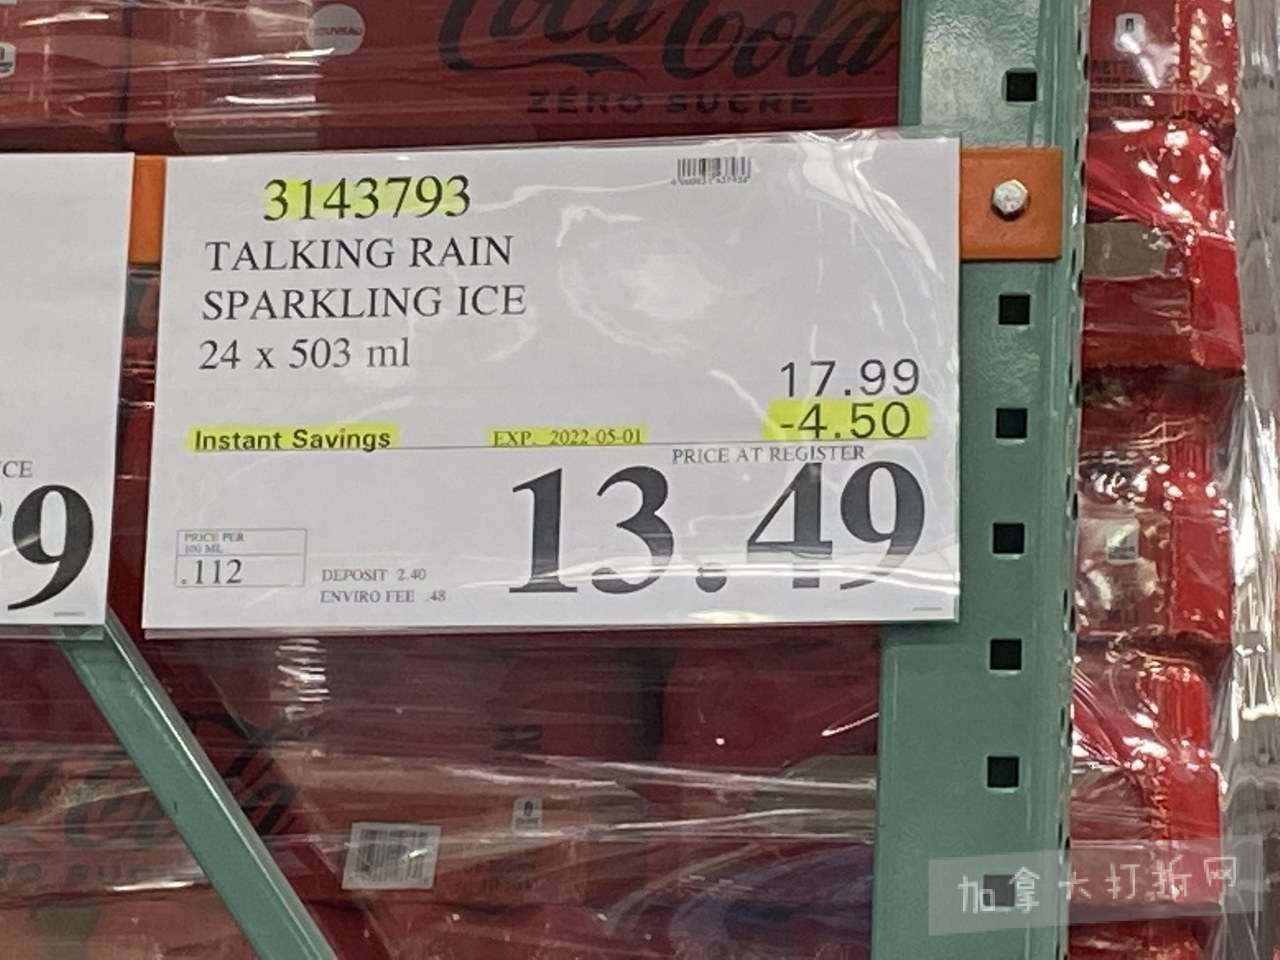 NOUVEAU
Coca-Cola
ZÉRO SUCRE
3143793
TALKING RAIN
SPARKLING ICE
24 x 503 ml
17.99
-4.50
Instant Savings
EXP. 2022-05-01
PRICE AT REGISTER
13.49
PRICE PER
100 ML
.112
DEPOSIT 2.40
ENVIRO FEE .48
9
加拿大打折网